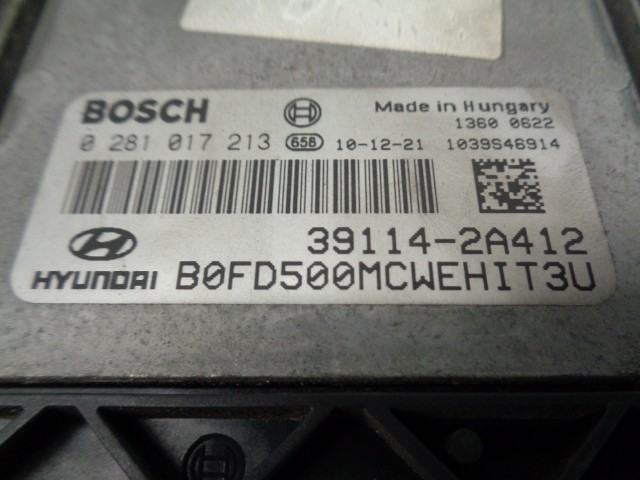 BOSCH
Made in Hungary
1360 0622
0 281 017 213 658 10-12-21 1039S46914
39114-2A412
HYUNDAI B0FD500MCWEHIT3U